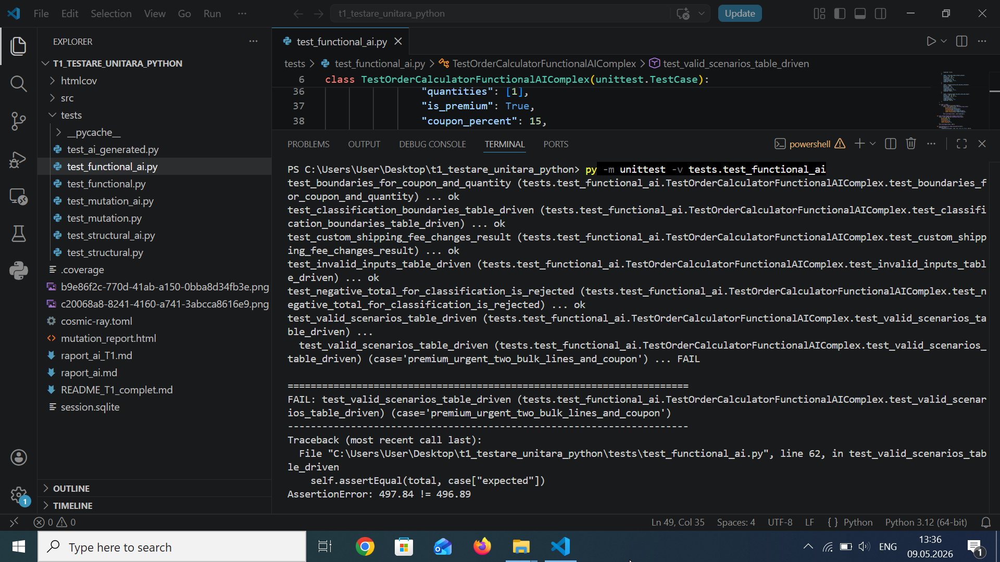 File Edit Selection View Go Run ...
t1_testare_unitara_python
Update
EXPLORER
T1_TESTARE_UNITARA_PYTHON
htmlcov
src
tests
__pycache__
test_ai_generated.py
test_functional_ai.py
test_functional.py
test_mutation_ai.py
test_mutation.py
test_structural_ai.py
test_structural.py
.coverage
b9e86f2c-770d-41ab-a150-0bba8d34fb3e.png
c20068a8-8241-4160-a741-3abcca8616e9.png
cosmic-ray.toml
mutation_report.html
raport_ai_T1.md
raport_ai.md
README_T1_complet.md
session.sqlite
OUTLINE
TIMELINE
1
test_functional_ai.py
tests > test_functional_ai.py > TestOrderCalculatorFunctionalAIComplex > test_valid_scenarios_table_driven
6 class TestOrderCalculatorFunctionalAIComplex(unittest.TestCase):
36 "quantities": [1],
37 "is_premium": True,
38 "coupon_percent": 15,
PROBLEMS OUTPUT DEBUG CONSOLE TERMINAL PORTS
powershell
PS C:\Users\User\Desktop\t1_testare_unitara_python> py -m unittest -v tests.test_functional_ai
test_boundaries_for_coupon_and_quantity (tests.test_functional_ai.TestOrderCalculatorFunctionalAIComplex.test_boundaries_f
or_coupon_and_quantity) ... ok
test_classification_boundaries_table_driven (tests.test_functional_ai.TestOrderCalculatorFunctionalAIComplex.test_classifi
cation_boundaries_table_driven) ... ok
test_custom_shipping_fee_changes_result (tests.test_functional_ai.TestOrderCalculatorFunctionalAIComplex.test_custom_shipp
ing_fee_changes_result) ... ok
test_invalid_inputs_table_driven (tests.test_functional_ai.TestOrderCalculatorFunctionalAIComplex.test_invalid_inputs_tabl
e_driven) ... ok
test_negative_total_for_classification_is_rejected (tests.test_functional_ai.TestOrderCalculatorFunctionalAIComplex.test_n
egative_total_for_classification_is_rejected) ... ok
test_valid_scenarios_table_driven (tests.test_functional_ai.TestOrderCalculatorFunctionalAIComplex.test_valid_scenarios_ta
ble_driven) ...
test_valid_scenarios_table_driven (tests.test_functional_ai.TestOrderCalculatorFunctionalAIComplex.test_valid_scenarios_
table_driven) (case='premium_urgent_two_bulk_lines_and_coupon') ... FAIL
======================================================================
FAIL: test_valid_scenarios_table_driven (tests.test_functional_ai.TestOrderCalculatorFunctionalAIComplex.test_valid_scenar
ios_table_driven) (case='premium_urgent_two_bulk_lines_and_coupon')
----------------------------------------------------------------------
Traceback (most recent call last):
File "C:\Users\User\Desktop\t1_testare_unitara_python\tests\test_functional_ai.py", line 62, in test_valid_scenarios_tab
le_driven
self.assertEqual(total, case["expected"])
AssertionError: 497.84 != 496.89
0 0
Ln 49, Col 35 Spaces: 4 UTF-8 LF { } Python Python 3.12 (64-bit)
Type here to search
ENG
13:36
09.05.2026
1